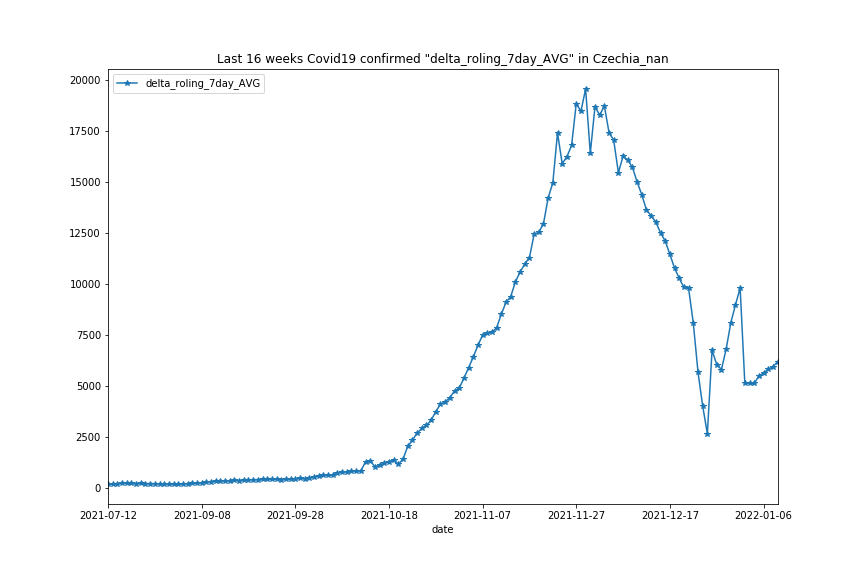 Last 16 weeks Covid19 confirmed "delta_roling_7day_AVG" in Czechia_nan
delta_roling_7day_AVG
20000
17500
15000
12500
10000
7500
5000
2500
0
2021-07-12 2021-09-08 2021-09-28 2021-10-18 2021-11-07 2021-11-27 2021-12-17 2022-01-06
date